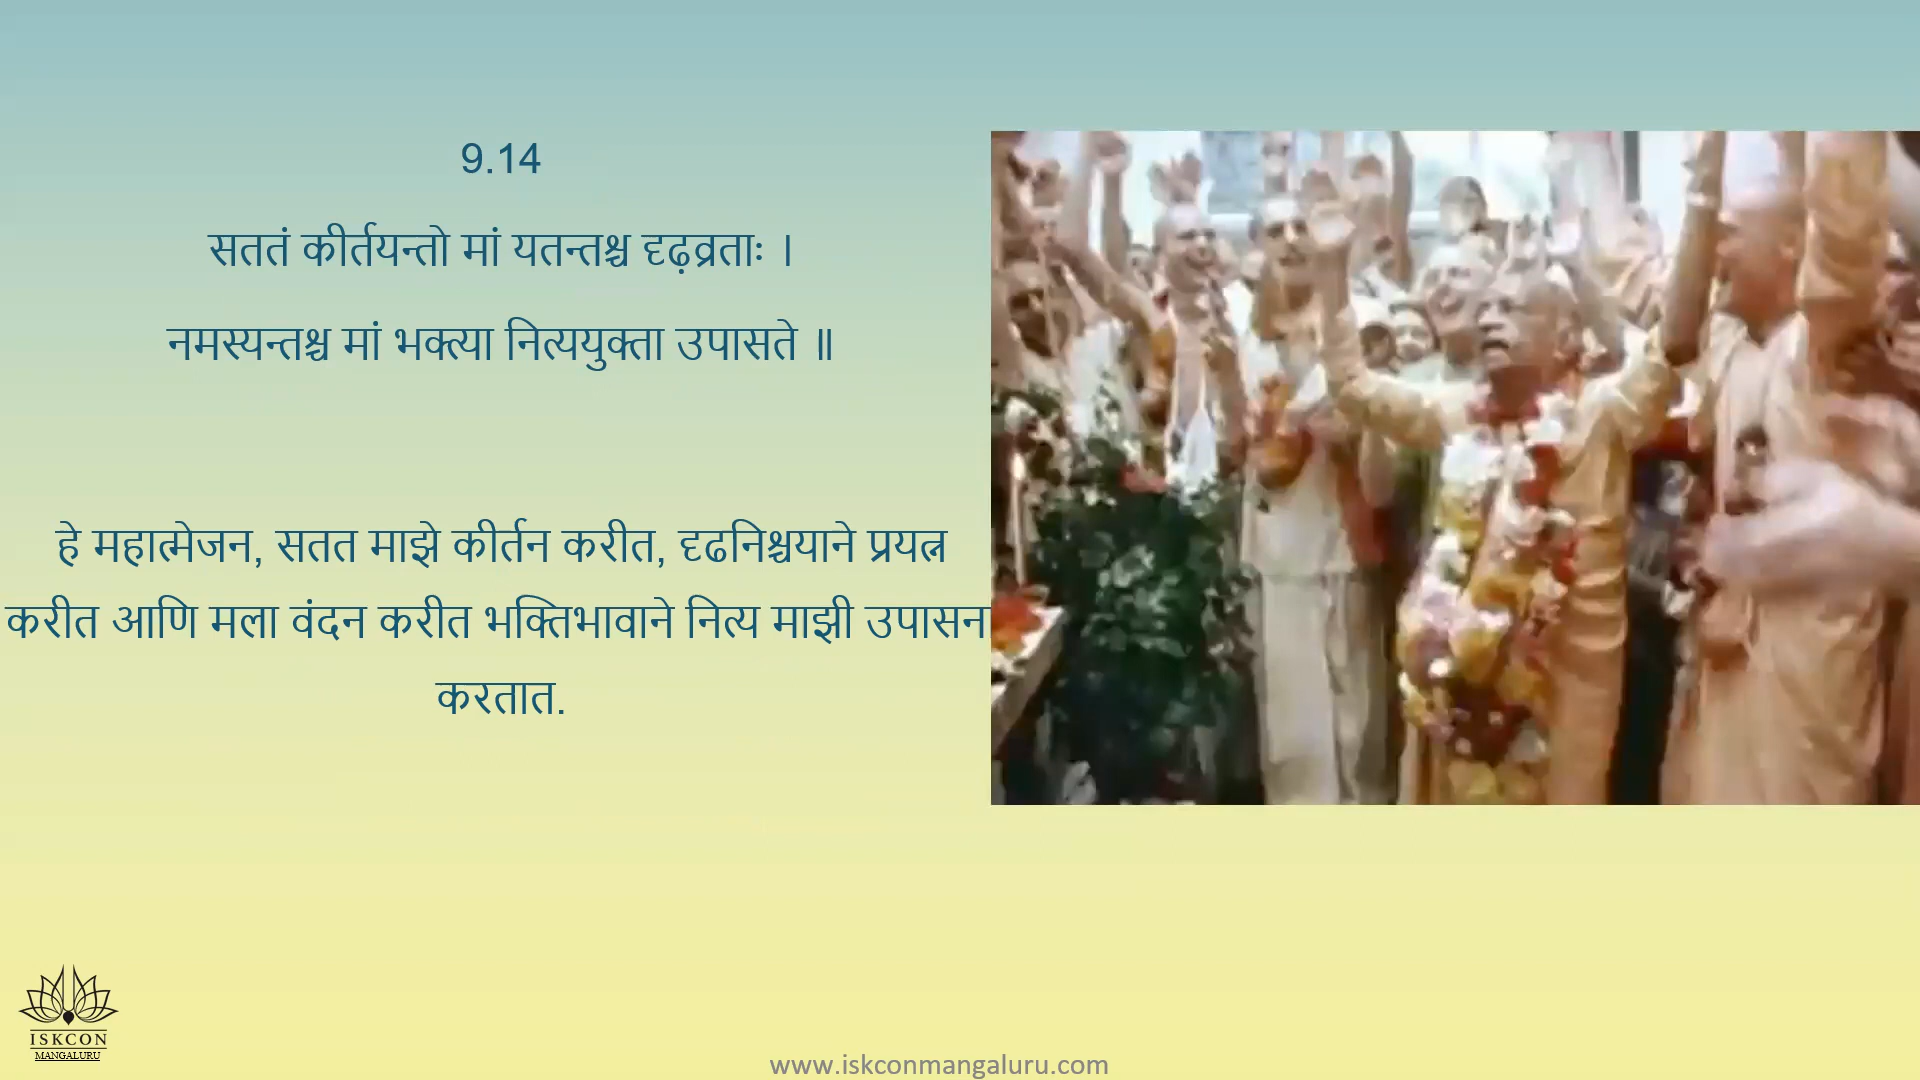 9.14
सततं कीर्तयन्तो मां यतन्तश्च दृढ़व्रताः ।
नमस्यन्तश्च मां भक्त्या नित्ययुक्ता उपासते ॥
हे महात्मेजन, सतत माझे कीर्तन करीत, दृढनिश्चयाने प्रयत्न
करीत आणि मला वंदन करीत भक्तिभावाने नित्य माझी उपासना
करतात.
ISKCON
MANGALURU
www.iskconmangaluru.com